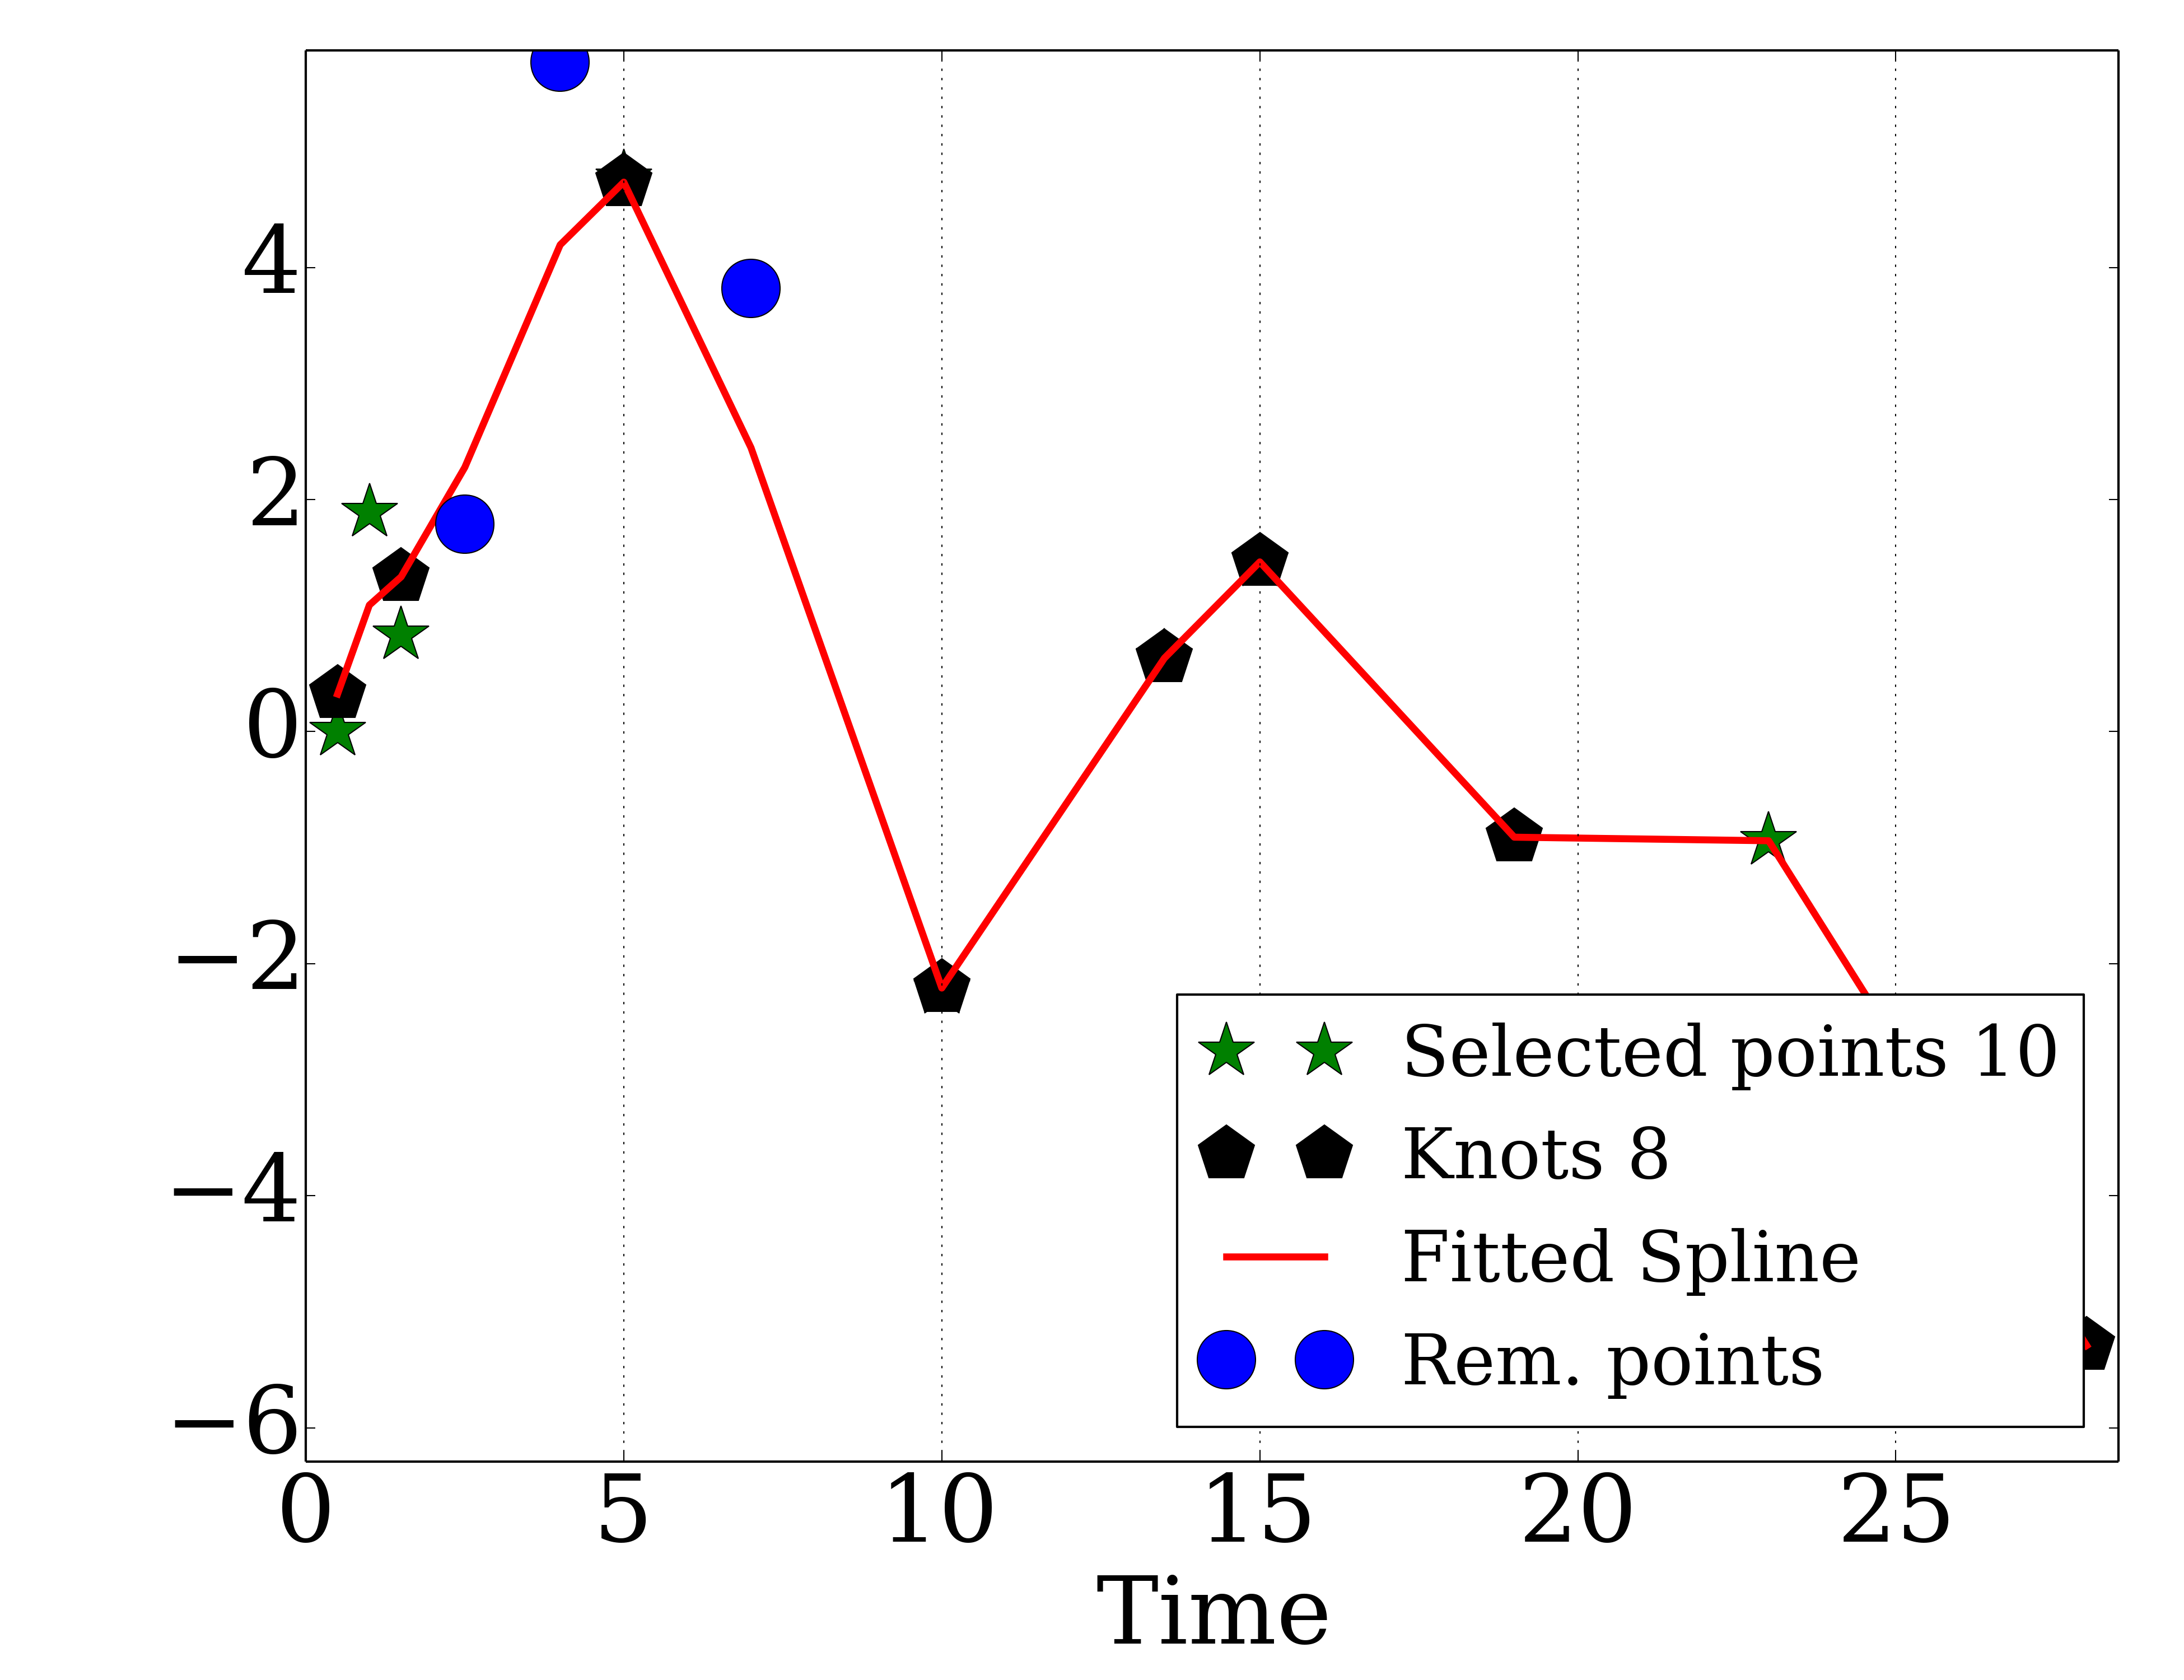 4
2
0
−2
−4
−6
0 5 10 15 20 25
Time
Selected points 10
Knots 8
Fitted Spline
Rem. points